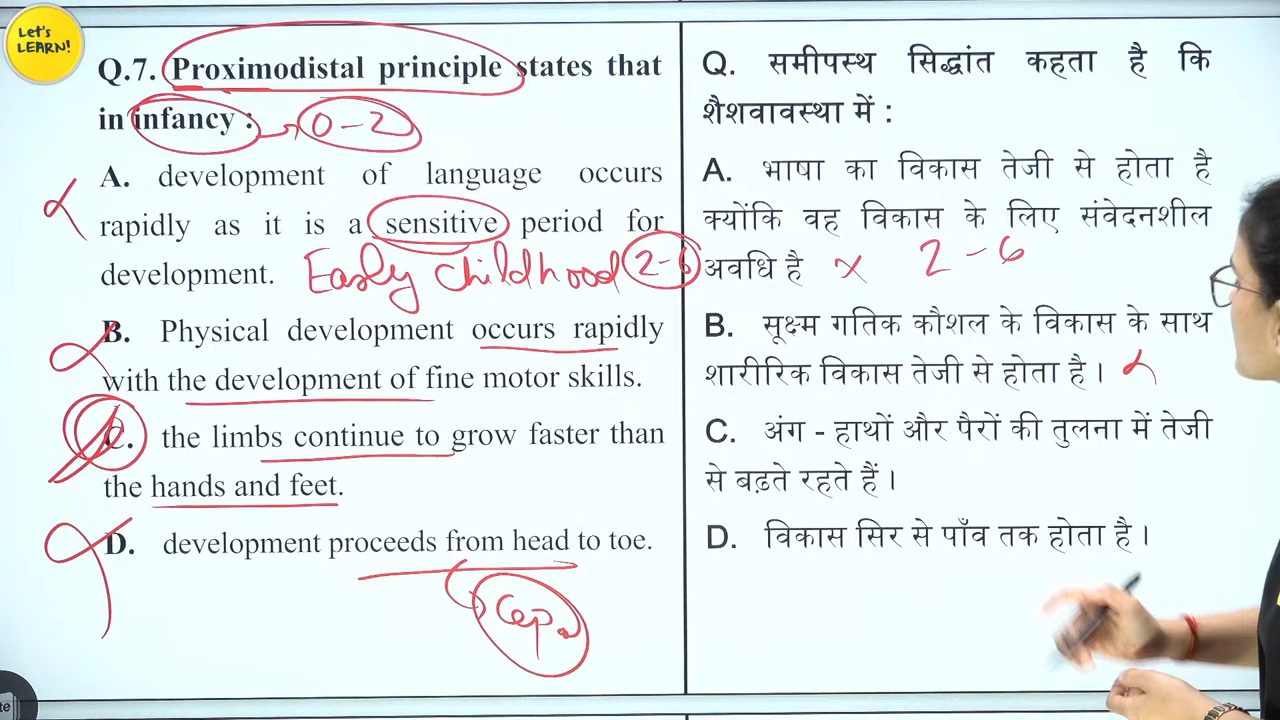 Let's
LEARN!
Q.7. Proximodistal principle states that
in infancy :
0-2
A. development of language occurs
rapidly as it is a sensitive period for
development.
Early childhood 2-6
B. Physical development occurs rapidly
with the development of fine motor skills.
C. the limbs continue to grow faster than
the hands and feet.
D. development proceeds from head to toe.
Cep
Q. समीपस्थ सिद्धांत कहता है कि
शैशवावस्था में :
A. भाषा का विकास तेजी से होता है
क्योंकि वह विकास के लिए संवेदनशील
अवधि है
2-6
B. सूक्ष्म गतिक कौशल के विकास के साथ
शारीरिक विकास तेजी से होता है।
C. अंग - हाथों और पैरों की तुलना में तेजी
से बढ़ते रहते हैं।
D. विकास सिर से पाँव तक होता है।